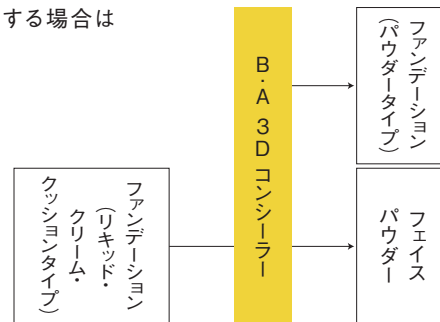 する場合は
ファンデーション
(リキッド・
クリーム・
クッションタイプ)
B.A 3D コンシーラー
ファンデーション
(パウダータイプ)
フェイス
パウダー